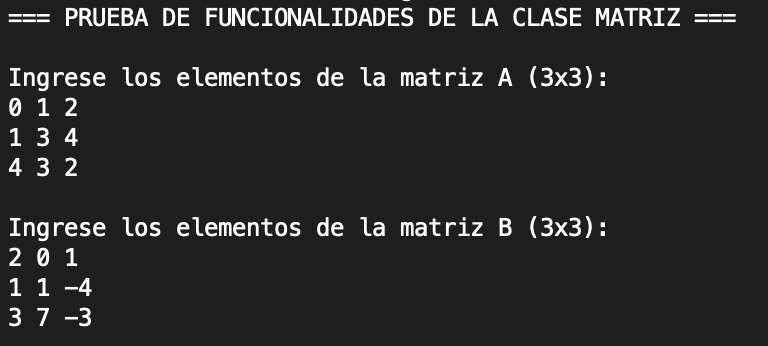 === PRUEBA DE FUNCIONALIDADES DE LA CLASE MATRIZ ===
Ingrese los elementos de la matriz A (3x3):
0 1 2
1 3 4
4 3 2
Ingrese los elementos de la matriz B (3x3):
2 0 1
1 1 -4
3 7 -3